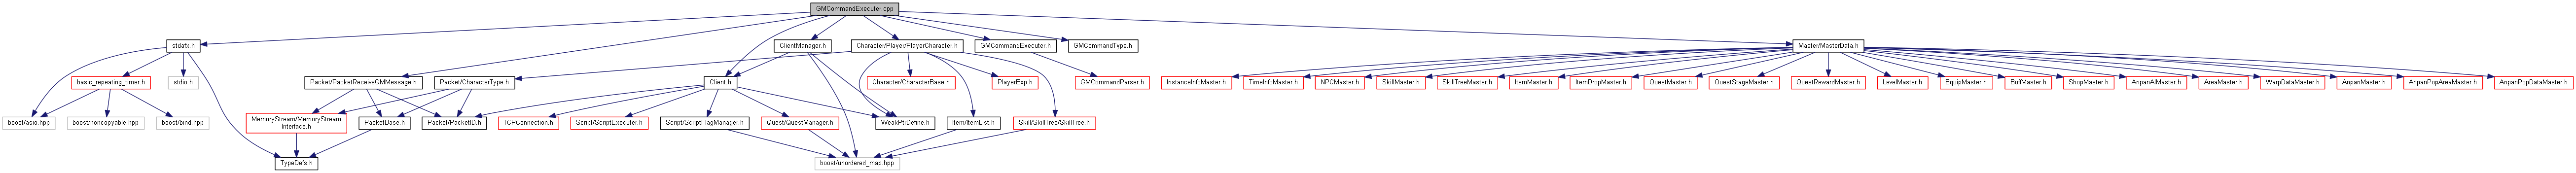 GMCommandExecuter.cpp
stdafx.h
ClientManager.h
Character/Player/PlayerCharacter.h
GMCommandExecuter.h
GMCommandType.h
Master/MasterData.h
basic_repeating_timer.h
stdio.h
Packet/PacketReceiveGMMessage.h
Packet/CharacterType.h
Client.h
Character/CharacterBase.h
PlayerExp.h
GMCommandParser.h
InstanceInfoMaster.h
TimeInfoMaster.h
NPCMaster.h
SkillMaster.h
SkillTreeMaster.h
ItemMaster.h
ItemDropMaster.h
QuestMaster.h
QuestStageMaster.h
QuestRewardMaster.h
LevelMaster.h
EquipMaster.h
BuffMaster.h
ShopMaster.h
AnpanAIMaster.h
AreaMaster.h
WarpDataMaster.h
AnpanMaster.h
AnpanPopAreaMaster.h
AnpanPopDataMaster.h
boost/asio.hpp
boost/noncopyable.hpp
boost/bind.hpp
MemoryStream/MemoryStream
Interface.h
PacketBase.h
Packet/PacketID.h
TCPConnection.h
Script/ScriptExecuter.h
Script/ScriptFlagManager.h
Quest/QuestManager.h
WeakPtrDefine.h
Item/ItemList.h
Skill/SkillTree/SkillTree.h
TypeDefs.h
boost/unordered_map.hpp